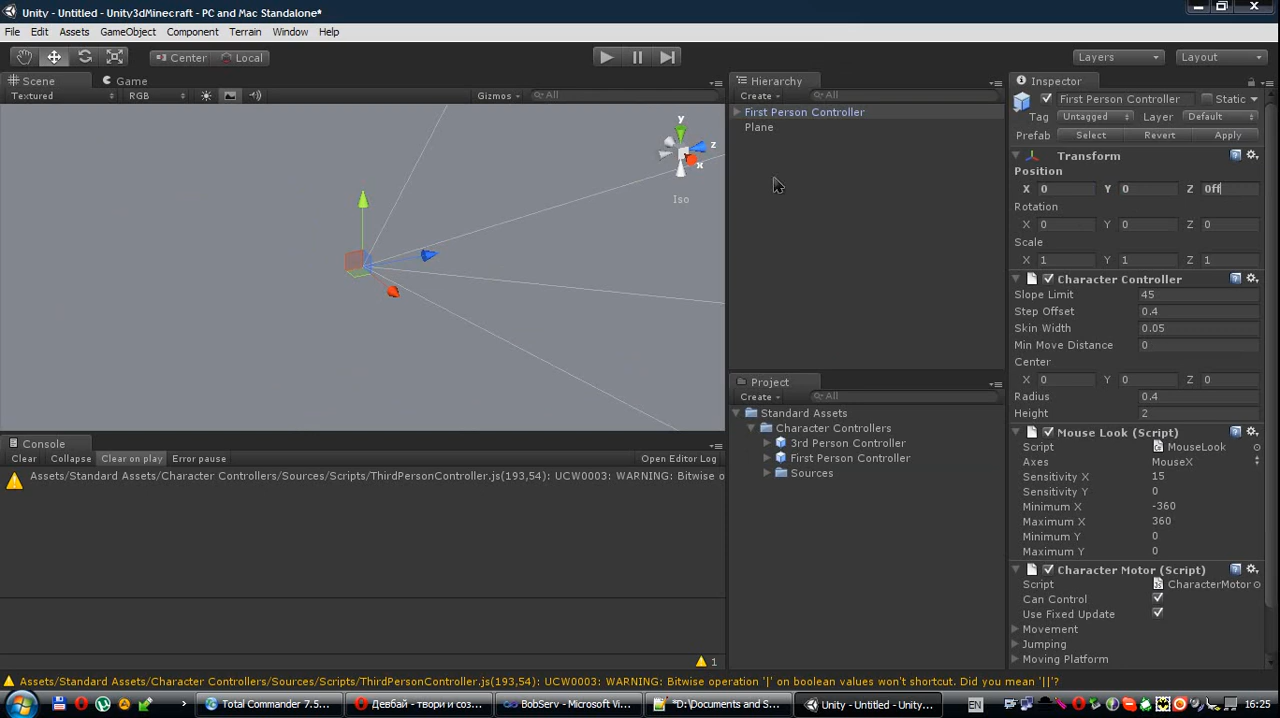 Unity - Untitled - Unity3dMinecraft - PC and Mac Standalone*
File Edit Assets GameObject Component Terrain Window Help
Center Local Layers Layout
Scene Game Hierarchy Inspector
Textured RGB Gizmos All Create All
First Person Controller Static
Tag Untagged Layer Default
Prefab Select Revert Apply
Transform
Position
X 0 Y 0 Z 0ff
Rotation
X 0 Y 0 Z 0
Scale
X 1 Y 1 Z 1
Character Controller
Slope Limit 45
Step Offset 0.4
Skin Width 0.05
Min Move Distance 0
Center
X 0 Y 0 Z 0
Radius 0.4
Height 2
Mouse Look (Script)
Script MouseLook
Axes MouseX
Sensitivity X 15
Sensitivity Y 0
Minimum X -360
Maximum X 360
Minimum Y 0
Maximum Y 0
Character Motor (Script)
Script CharacterMotor
Can Control
Use Fixed Update
Movement
Jumping
Moving Platform
First Person Controller
Plane
y
z
x
Iso
Project
Create All
Standard Assets
Character Controllers
3rd Person Controller
First Person Controller
Sources
Console
Clear Collapse Clear on play Error pause Open Editor Log
Assets/Standard Assets/Character Controllers/Sources/Scripts/ThirdPersonController.js(193,54): UCW0003: WARNING: Bitwise o
1
Assets/Standard Assets/Character Controllers/Sources/Scripts/ThirdPersonController.js(193,54): UCW0003: WARNING: Bitwise operation '|' on boolean values won't shortcut. Did you mean '||'?
Total Commander 7.5... Деебай - Твори и соз... BobServ - Microsoft Vi... *D:\Documents and S... Unity - Untitled - Unity... EN 16:25